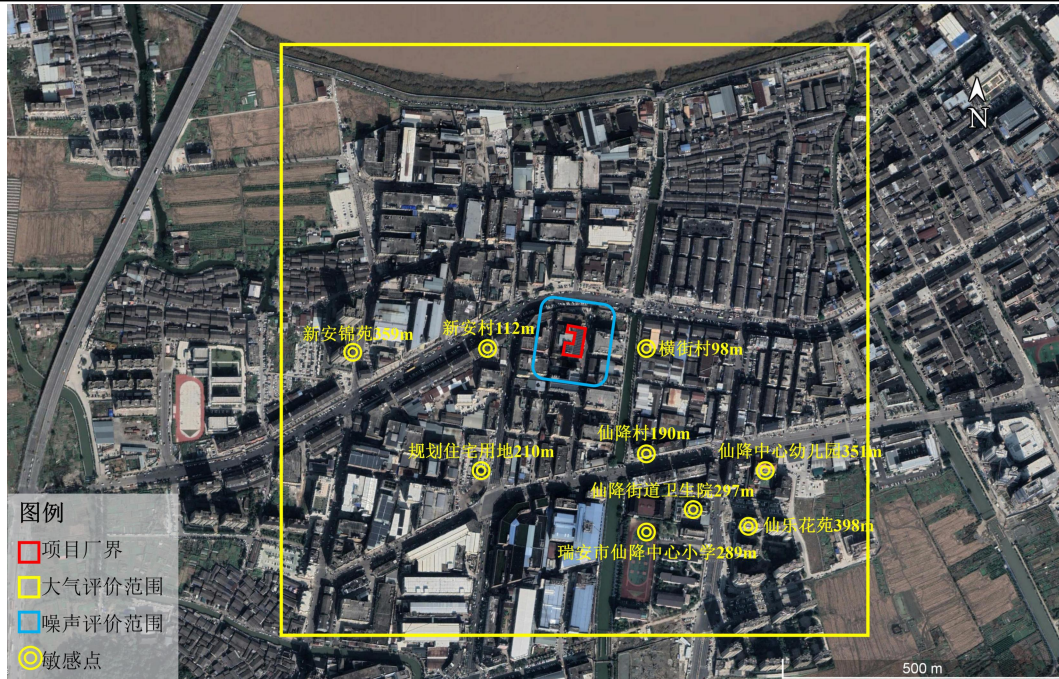 N
新安锦苑359m
新安村112m
横街村98m
仙降村190m
规划住宅用地210m
仙降中心幼儿园351m
仙降街道卫生院297m
仙乐花苑398m
瑞安市仙降中心小学289m
图例
项目厂界
大气评价范围
噪声评价范围
敏感点
500 m